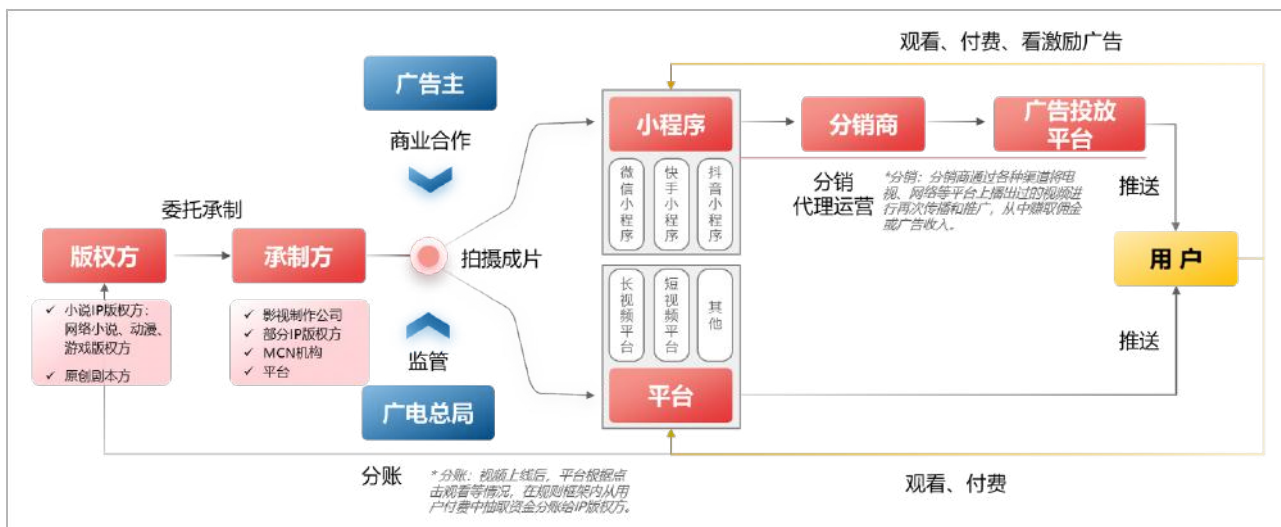 观看、付费、看激励广告
广告主
商业合作
小程序
微信小程序
快手小程序
抖音小程序
分销商
广告投放
平台
分销
代理运营
*分销：分销商通过各种渠道将电
视、网络等平台上播出过的视频进
行再次传播和推广，从中赚取佣金
或广告收入。
推送
委托承制
版权方
承制方
拍摄成片
用户
✓ 小说IP版权方：
网络小说、动漫、
游戏版权方
✓ 原创剧本方
✓ 影视制作公司
✓ 部分IP版权方
✓ MCN机构
✓ 平台
监管
广电总局
长视频平台
短视频平台
其他
平台
推送
分账
*分账：视频上线后，平台根据点
击观看等情况，在规则框架内从用
户付费中抽取资金分账给IP版权方。
观看、付费